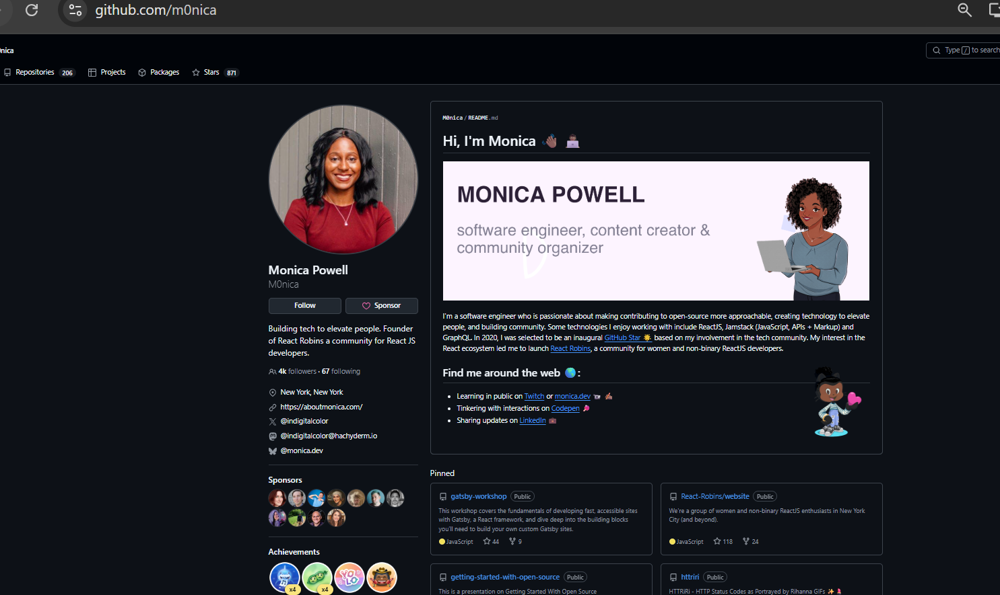 github.com/m0nica
0nica
Type / to search
Repositories 206 Projects Packages Stars 871
M0nica/README.md
Hi, I'm Monica
MONICA POWELL
software engineer, content creator &
community organizer
Monica Powell
M0nica
Follow Sponsor
Building tech to elevate people. Founder
of React Robins a community for React JS
developers.
4k followers · 67 following
New York, New York
https://aboutmonica.com/
@indigitalcolor
@indigitalcolor@hachyderm.io
@monica.dev
Sponsors
Achievements
x4 x4
YOLO
I'm a software engineer who is passionate about making contributing to open-source more approachable, creating technology to elevate
people, and building community. Some technologies I enjoy working with include ReactJS, Jamstack (JavaScript, APIs + Markup) and
GraphQL. In 2020, I was selected to be an inaugural GitHub Star 🌟 based on my involvement in the tech community. My interest in the
React ecosystem led me to launch React Robins, a community for women and non-binary ReactJS developers.
Find me around the web 🌎:
Learning in public on Twitch or monica.dev
Tinkering with interactions on Codepen
Sharing updates on LinkedIn
Pinned
gatsby-workshop Public
This workshop covers the fundamentals of developing fast, accessible sites
with Gatsby, a React framework, and dive deep into the building blocks
you'll need to build your own custom Gatsby sites.
JavaScript 44 9
React-Robins/website Public
We're a group of women and non-binary ReactJS enthusiasts in New York
City (and beyond).
JavaScript 118 24
getting-started-with-open-source Public
This is a presentation on Getting Started With Open Source
httriri Public
HTTRiRi - HTTP Status Codes as Portrayed by Rihanna GIFs ✨💄